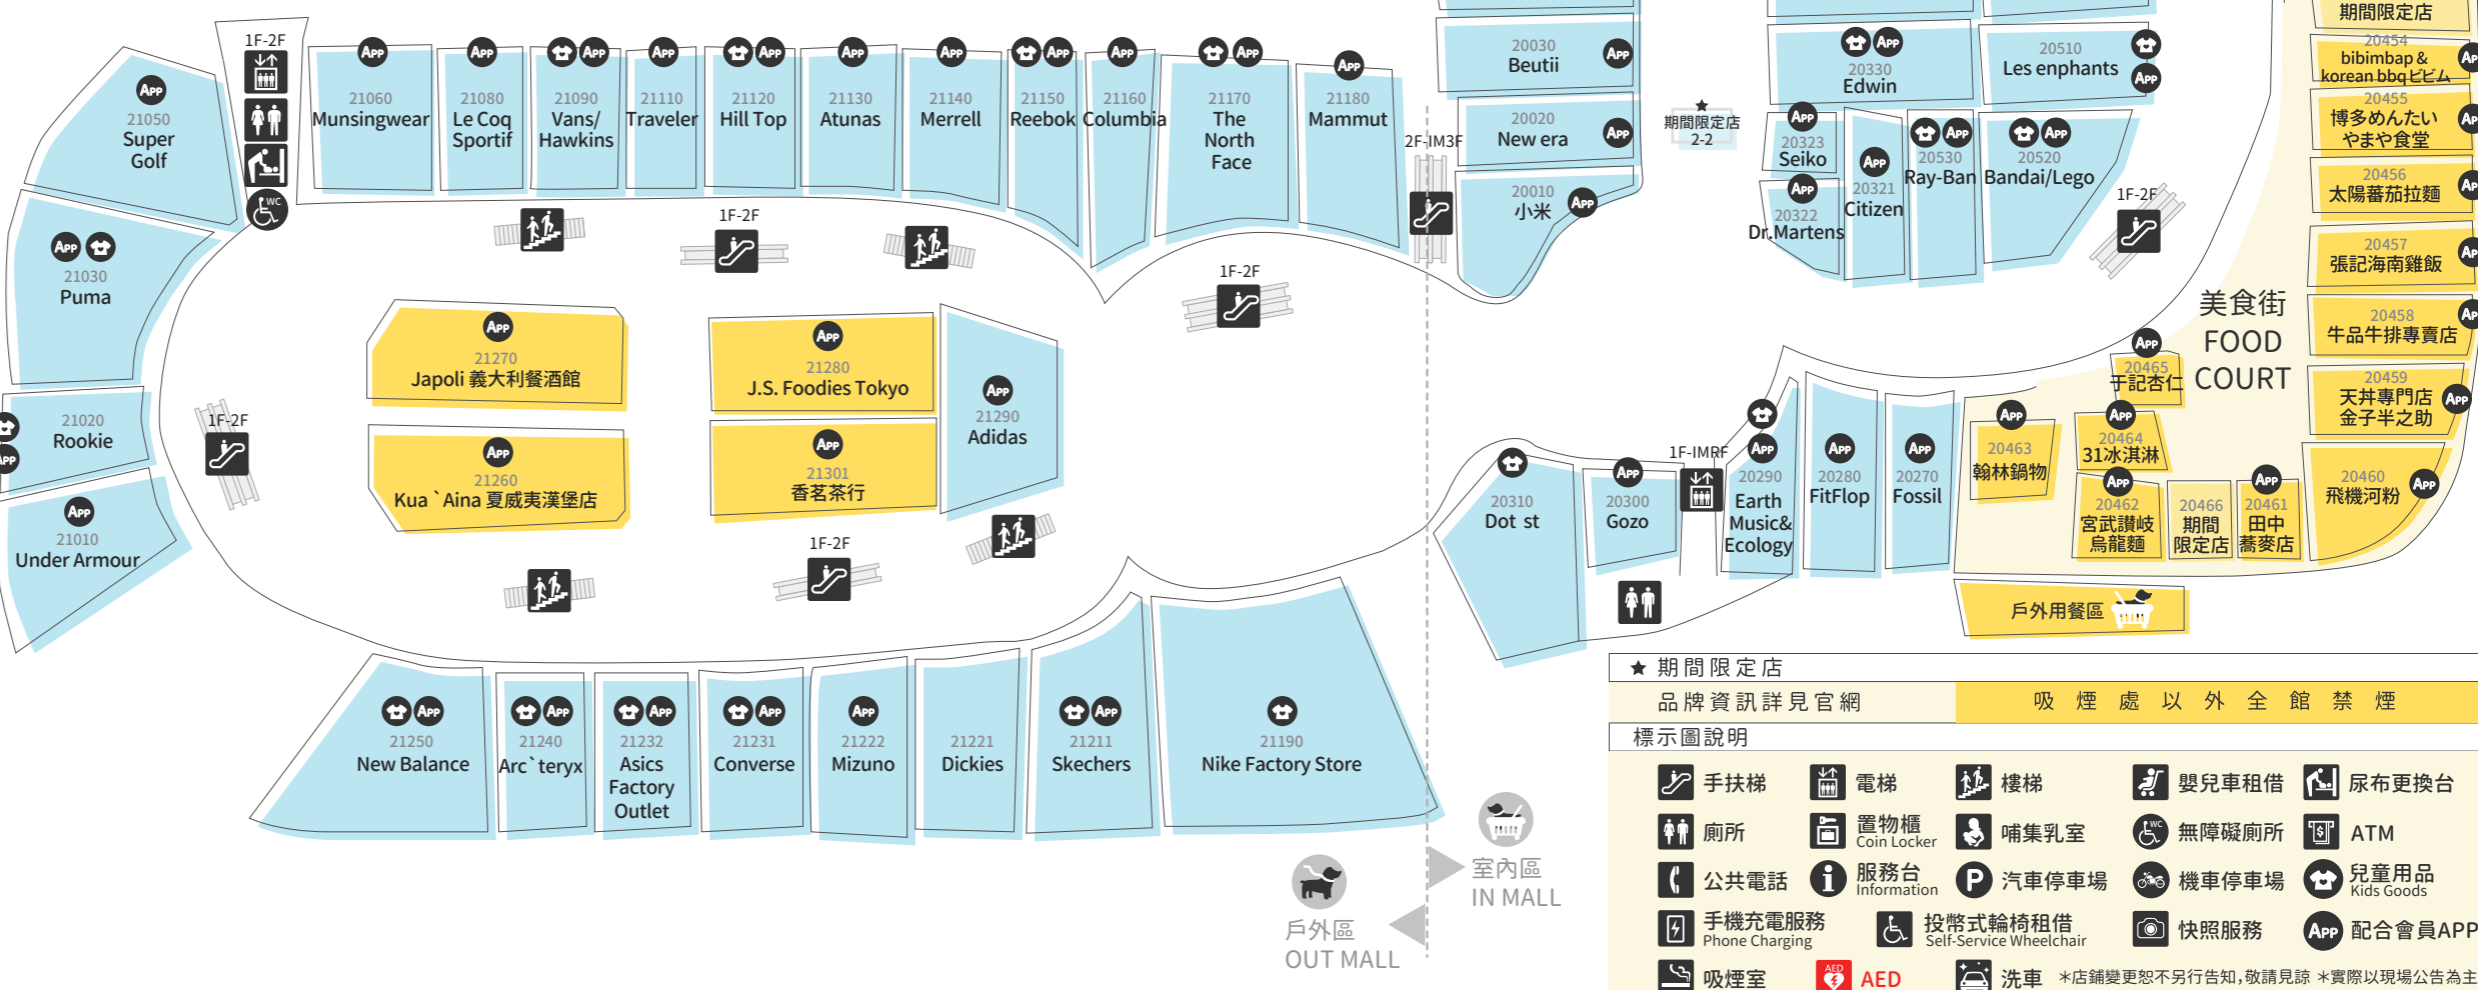 1F-2F
21050
Super
Golf
21030
Puma
21020
Rookie
21010
Under Armour
21060
Munsingwear
21080
Le Coq
Sportif
21090
Vans/
Hawkins
21110
Traveler
21120
Hill Top
21130
Atunas
21140
Merrell
21150
Reebok
21160
Columbia
21170
The
North
Face
21180
Mammut
1F-2F
1F-2F
1F-2F
1F-2F
2F-IM3F
21270
Japoli 義大利餐酒館
21260
Kua `Aina 夏威夷漢堡店
21280
J.S. Foodies Tokyo
21301
香茗茶行
21290
Adidas
21250
New Balance
21240
Arc`teryx
21232
Asics
Factory
Outlet
21231
Converse
21222
Mizuno
21221
Dickies
21211
Skechers
21190
Nike Factory Store
20030
Beutii
20020
New era
20010
小米
期間限定店
2-2
20330
Edwin
20323
Seiko
20322
Dr.Martens
20321
Citizen
20530
Ray-Ban
20510
Les enphants
20520
Bandai/Lego
1F-2F
20310
Dot st
20300
Gozo
1F-IMRF
20290
Earth
Music&
Ecology
20280
FitFlop
20270
Fossil
美食街
FOOD
COURT
期間限定店
20454
bibimbap &
korean bbqビビム
20455
博多めんたい
やまや食堂
20456
太陽蕃茄拉麵
20457
張記海南雞飯
20458
牛品牛排專賣店
20459
天丼專門店
金子半之助
20460
飛機河粉
20465
于記杏仁
20464
31冰淇淋
20463
翰林鍋物
20462
宮武讚岐
烏龍麵
20466
期間
限定店
20461
田中
蕎麥店
戶外用餐區
室內區
IN MALL
戶外區
OUT MALL
★ 期間限定店
品牌資訊詳見官網
吸煙處以外全館禁煙
標示圖說明
手扶梯
電梯
樓梯
嬰兒車租借
尿布更換台
廁所
置物櫃
Coin Locker
哺集乳室
WC
無障礙廁所
ATM
公共電話
服務台
Information
P
汽車停車場
機車停車場
兒童用品
Kids Goods
手機充電服務
Phone Charging
投幣式輪椅租借
Self-Service Wheelchair
快照服務
APP
配合會員APP
吸煙室
AED
AED
洗車
*店鋪變更恕不另行告知,敬請見諒 *實際以現場公告為主